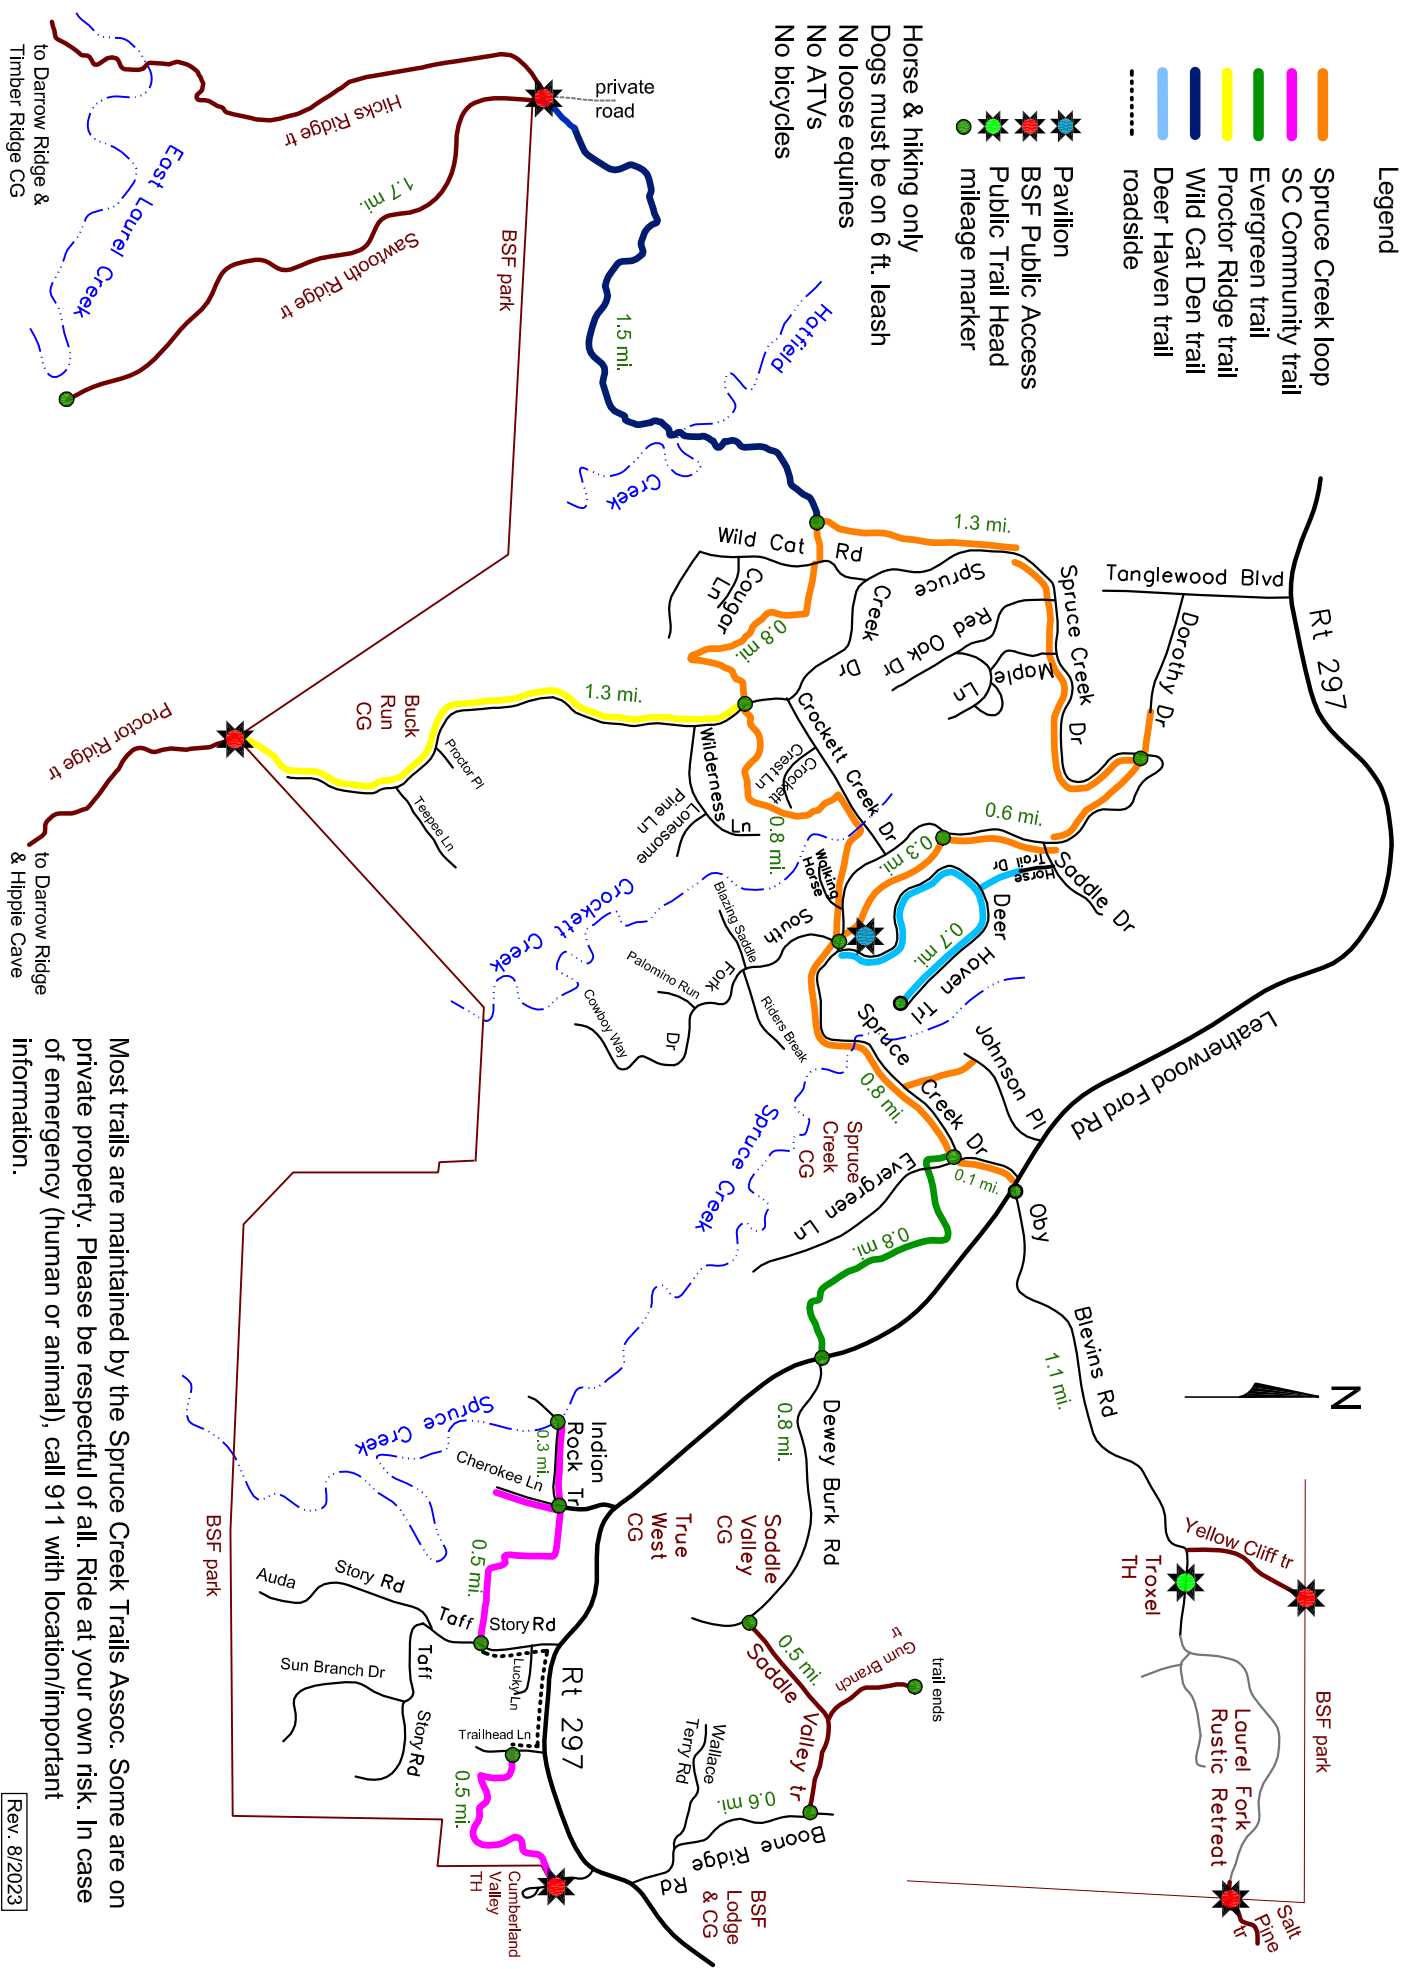 Legend
Spruce Creek loop
SC Community trail
Evergreen trail
Proctor Ridge trail
Wild Cat Den trail
Deer Haven trail
roadside
Pavilion
BSF Public Access
Public Trail Head
mileage marker
Horse & hiking only
Dogs must be on 6 ft. leash
No loose equines
No ATVs
No bicycles
private
road
Hicks Ridge tr
1.7 mi.
Sawtooth Ridge tr
East Laurel Creek
to Darrow Ridge &
Timber Ridge CG
BSF park
1.5 mi.
Hatfield
Creek
Rt 297
Tanglewood Blvd
Dorothy Dr
1.3 mi.
Wild Cat Rd
Cougar
Ln
Spruce
Creek
Dr
Spruce Creek Dr
Red Oak Dr
Maple
Ln
0.8 mi.
1.3 mi.
Buck
Run
CG
Proctor Pl
Teepee Ln
Proctor Ridge tr
to Darrow Ridge
& Hippie Cave
Wilderness Ln
Lonesome
Pine Ln
Crockett Creek Dr
Crockett
Crest Ln
0.8 mi.
0.6 mi.
0.3 mi.
Saddle Dr
Horse
Trail Dr
Walking
Horse
Deer Haven Trl
0.7 mi.
South Fork Dr
Blazing Saddle
Palomino Run
Cowboy Way
Riders Break
Crockett Creek
Leatherwood Ford Rd
Johnson Pl
Spruce Creek Dr
0.8 mi.
Spruce
Creek
CG
Spruce Creek
Evergreen Ln
0.1 mi.
0.8 mi.
Oby
Blevins Rd
1.1 mi.
N
Dewey Burk Rd
0.8 mi.
Yellow Cliff tr
Troxel
TH
BSF park
Laurel Fork
Rustic Retreat
Salt
Pine
tr
Saddle
Valley
CG
True
West
CG
0.5 mi.
Saddle Valley tr
Gum Branch
tr
trail ends
Indian
Rock Tr
0.3 mi.
Cherokee Ln
Spruce Creek
0.5 mi.
BSF park
Auda
Story Rd
Taff
Story Rd
Taff
Story Rd
Sun Branch Dr
Lucky Ln
Trailhead Ln
Rt 297
0.5 mi.
Wallace
Terry Rd
0.6 mi.
Boone Ridge Rd
BSF
Lodge
& CG
Cumberland
Valley
TH
Most trails are maintained by the Spruce Creek Trails Assoc. Some are on
private property. Please be respectful of all. Ride at your own risk. In case
of emergency (human or animal), call 911 with location/important
information.
Rev. 8/2023